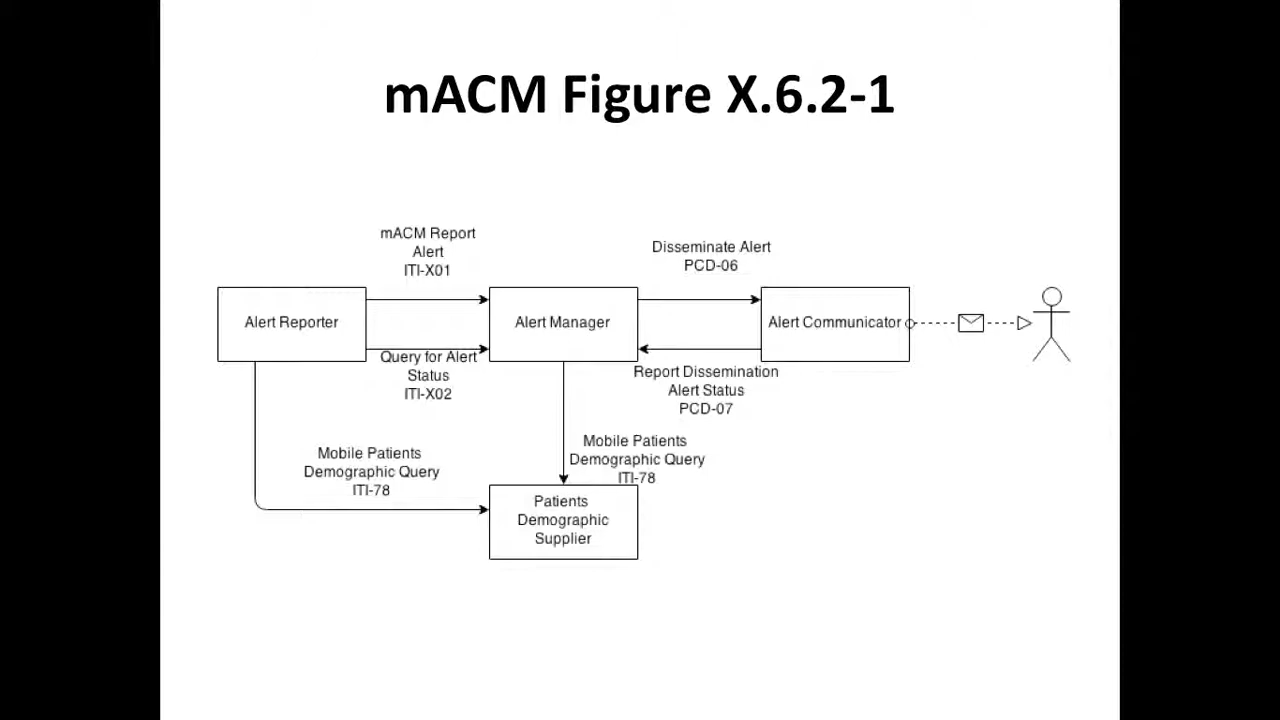 mACM Figure X.6.2-1
mACM Report
Alert
ITI-X01
Disseminate Alert
PCD-06
Alert Reporter
Alert Manager
Alert Communicator
Query for Alert
Status
ITI-X02
Report Dissemination
Alert Status
PCD-07
Mobile Patients
Demographic Query
ITI-78
Mobile Patients
Demographic Query
ITI-78
Patients
Demographic
Supplier